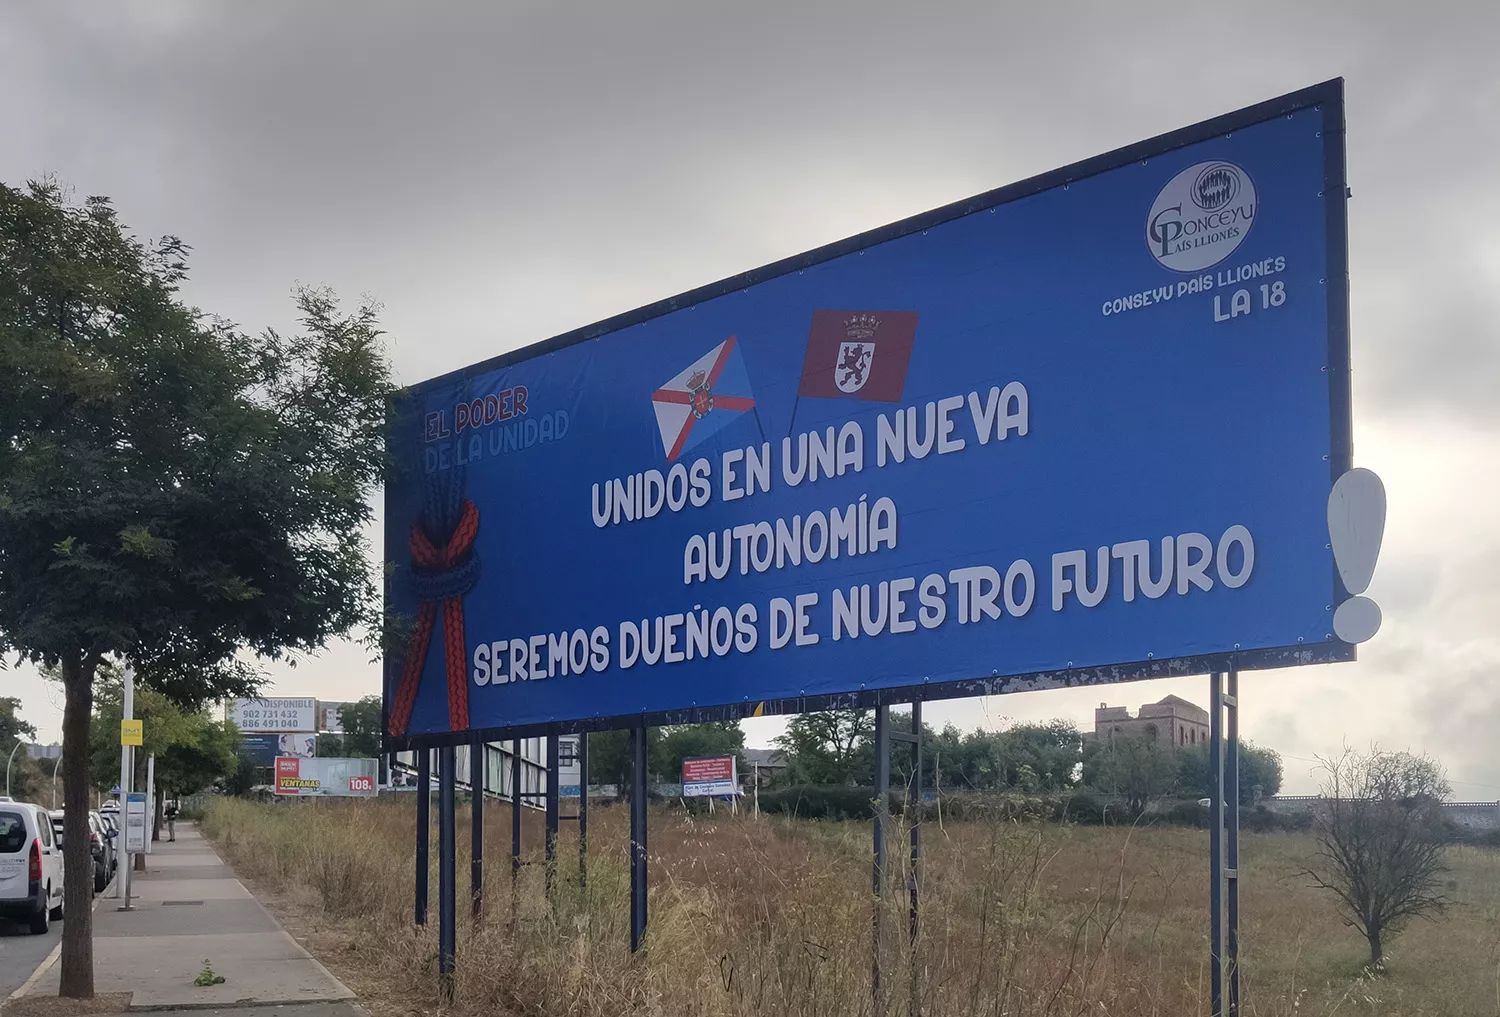 EL PODER
DE LA UNIDAD
CONCEYU
PAÍS LLIONÉS
CONSEYU PAÍS LLIONÉS
LA 18
UNIDOS EN UNA NUEVA
AUTONOMÍA
SEREMOS DUEÑOS DE NUESTRO FUTURO
DISPONIBLE
902 731 432
886 491 040
VENTANAS
108